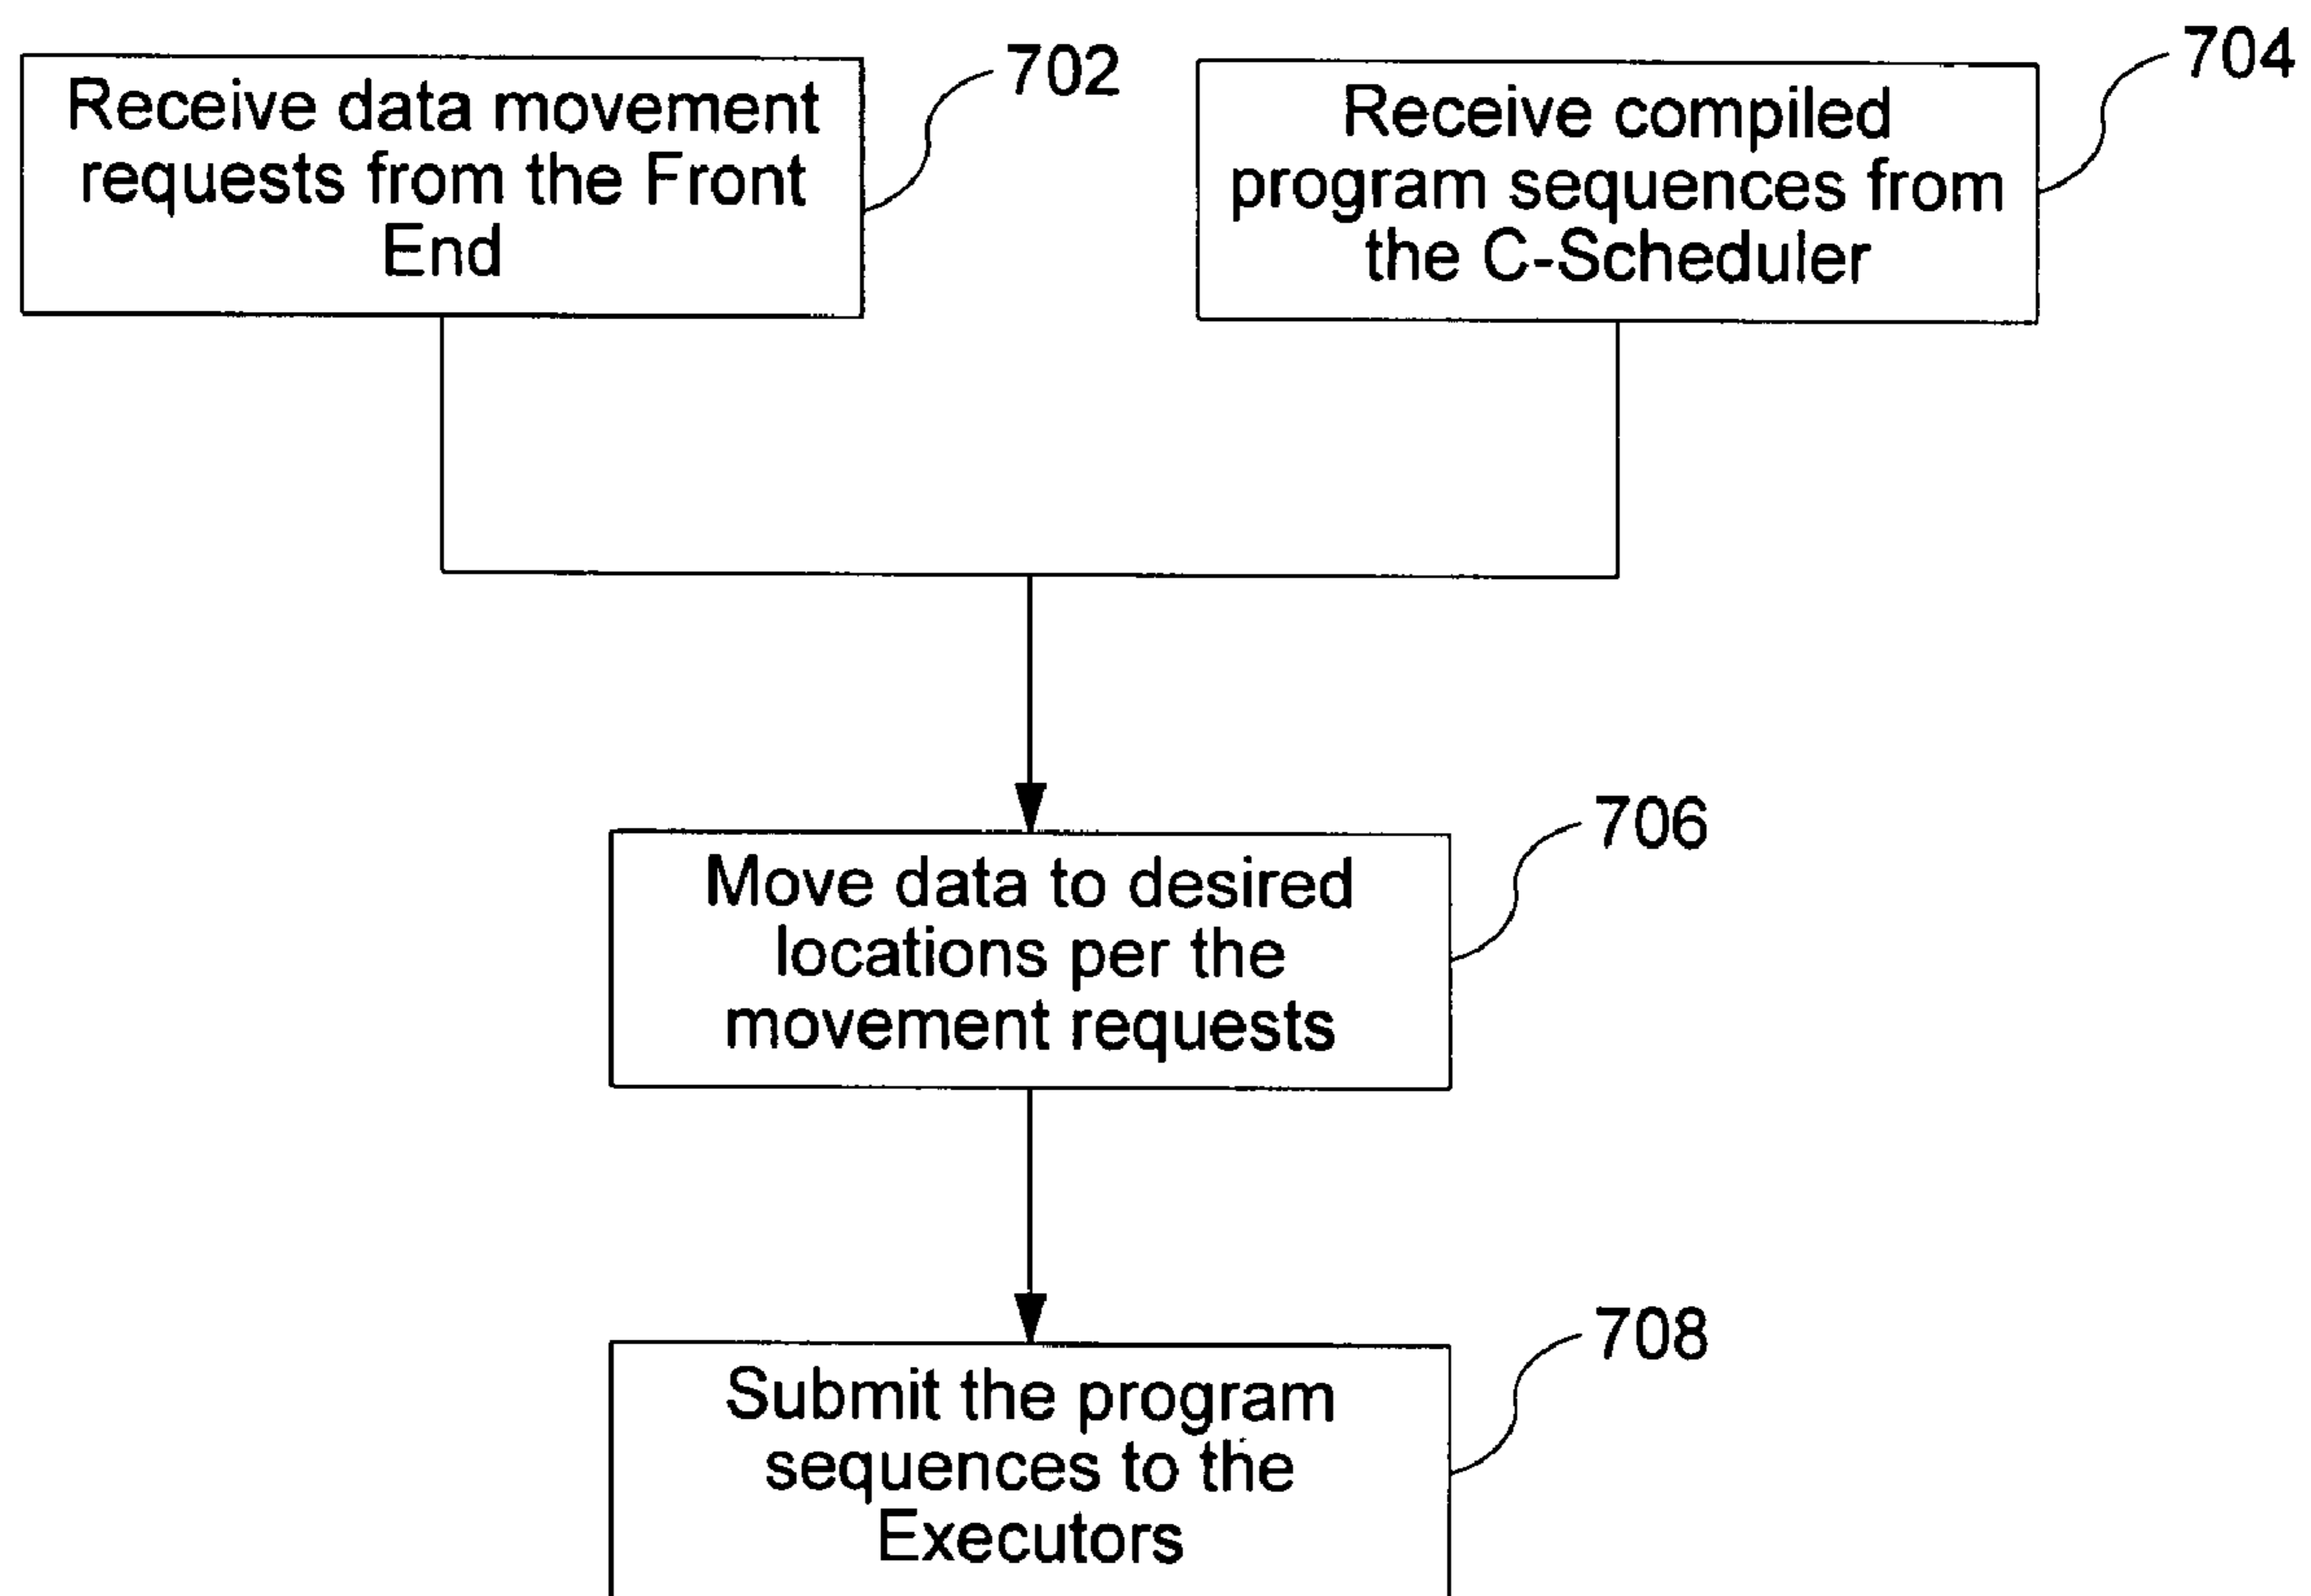 Receive data movement
requests from the Front
End
702
Receive compiled
program sequences from
the C-Scheduler
704
Move data to desired
locations per the
movement requests
706
Submit the program
sequences to the
Executors
708